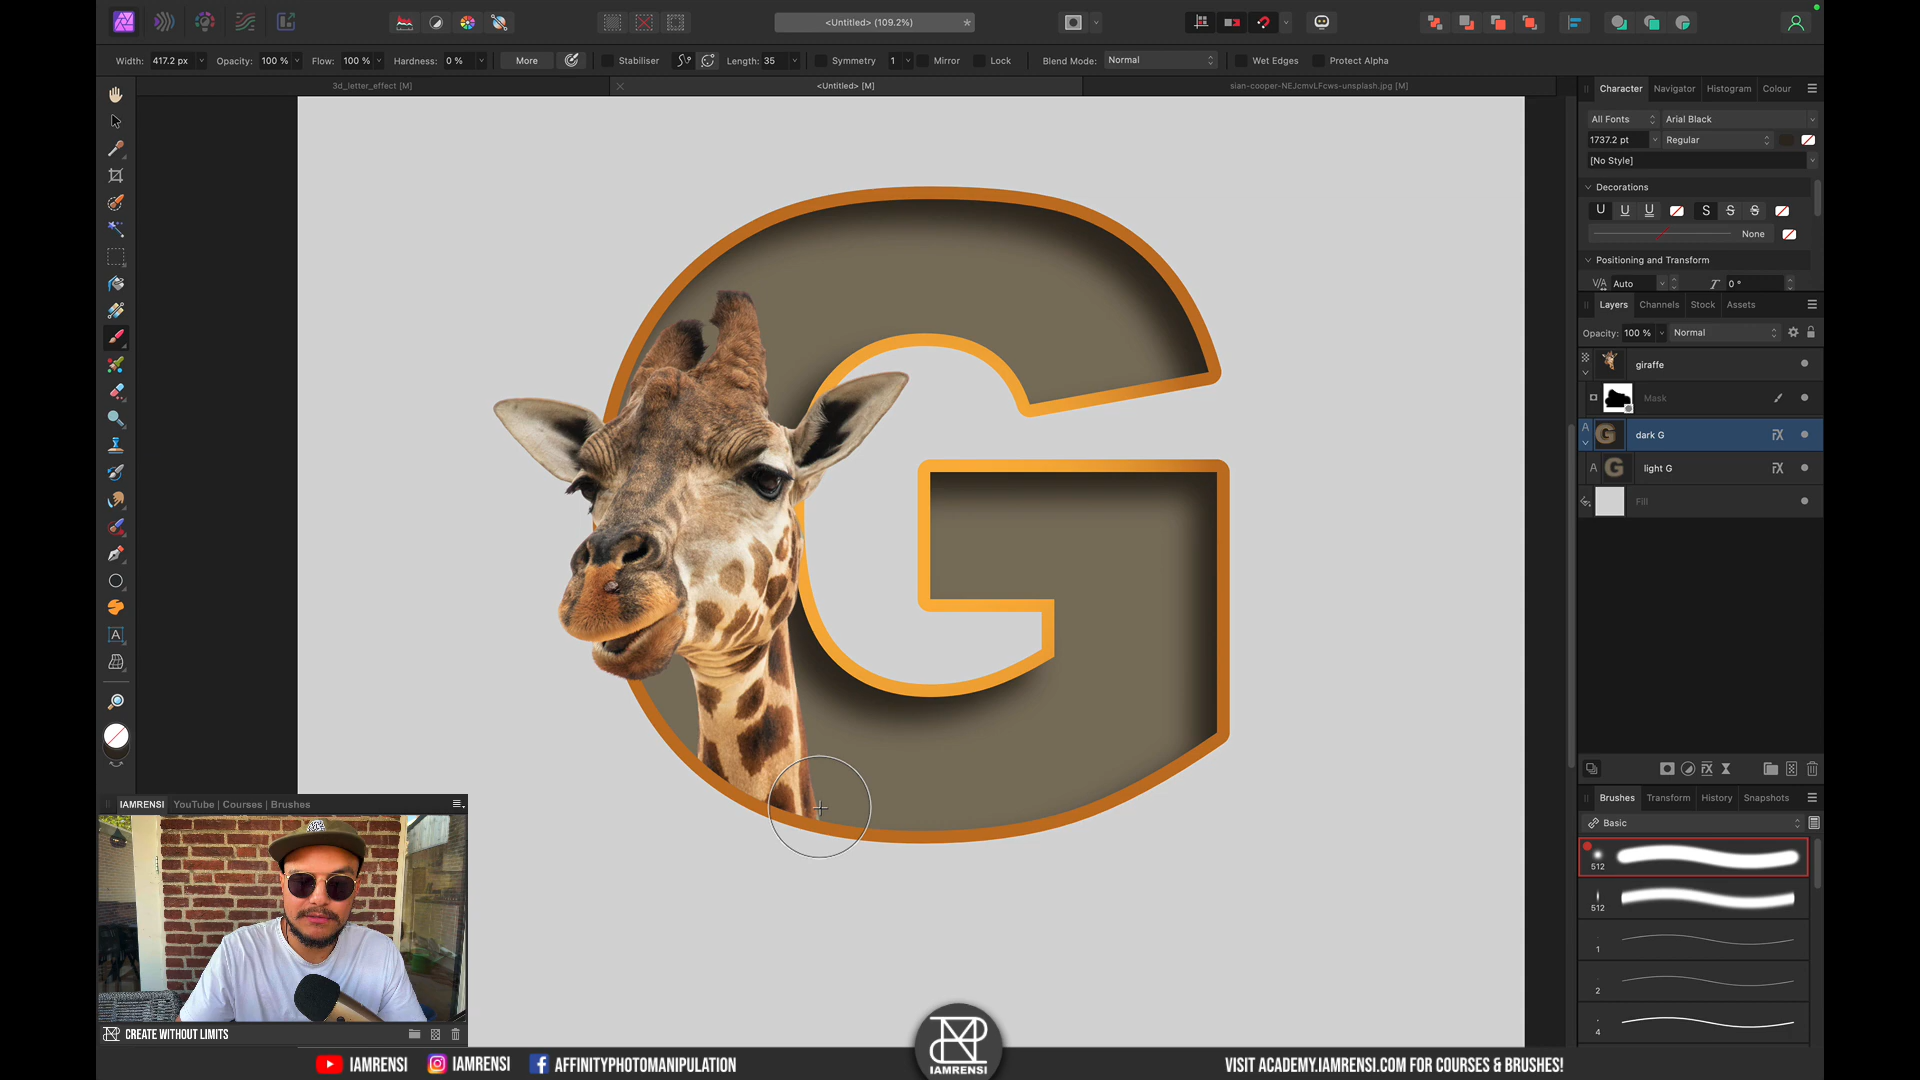 <Untitled> (109.2%)
Width: 417.2 px Opacity: 100 % Flow: 100 % Hardness: 0 % More Stabiliser Length: 35 Symmetry 1 Mirror Lock Blend Mode: Normal Wet Edges Protect Alpha
3d_letter_effect [M]
<Untitled> [M]
sian-cooper-NEJcmvLFcws-unsplash.jpg [M]
Character Navigator Histogram Colour
All Fonts Arial Black
1737.2 pt Regular
[No Style]
Decorations
U U U S S S
None
Positioning and Transform
V/A Auto T 0 °
Layers Channels Stock Assets
Opacity: 100 % Normal
giraffe
Mask
A dark G
A light G
Fill
Brushes Transform History Snapshots
Basic
512
512
1
2
4
IAMRENSI YouTube | Courses | Brushes
CREATE WITHOUT LIMITS
IAMRENSI
IAMRENSI IAMRENSI AFFINITYPHOTOMANIPULATION
VISIT ACADEMY.IAMRENSI.COM FOR COURSES & BRUSHES!